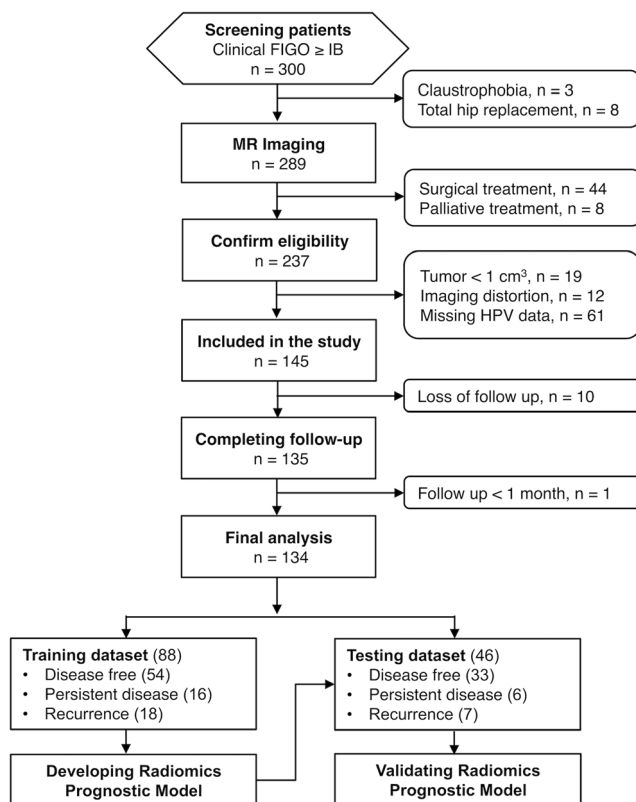 Screening patients
Clinical FIGO ≥ IB
n = 300
Claustrophobia, n = 3
Total hip replacement, n = 8
MR Imaging
n = 289
Surgical treatment, n = 44
Palliative treatment, n = 8
Confirm eligibility
n = 237
Tumor < 1 cm³, n = 19
Imaging distortion, n = 12
Missing HPV data, n = 61
Included in the study
n = 145
Loss of follow up, n = 10
Completing follow-up
n = 135
Follow up < 1 month, n = 1
Final analysis
n = 134
Training dataset (88)
• Disease free (54)
• Persistent disease (16)
• Recurrence (18)
Testing dataset (46)
• Disease free (33)
• Persistent disease (6)
• Recurrence (7)
Developing Radiomics
Prognostic Model
Validating Radiomics
Prognostic Model